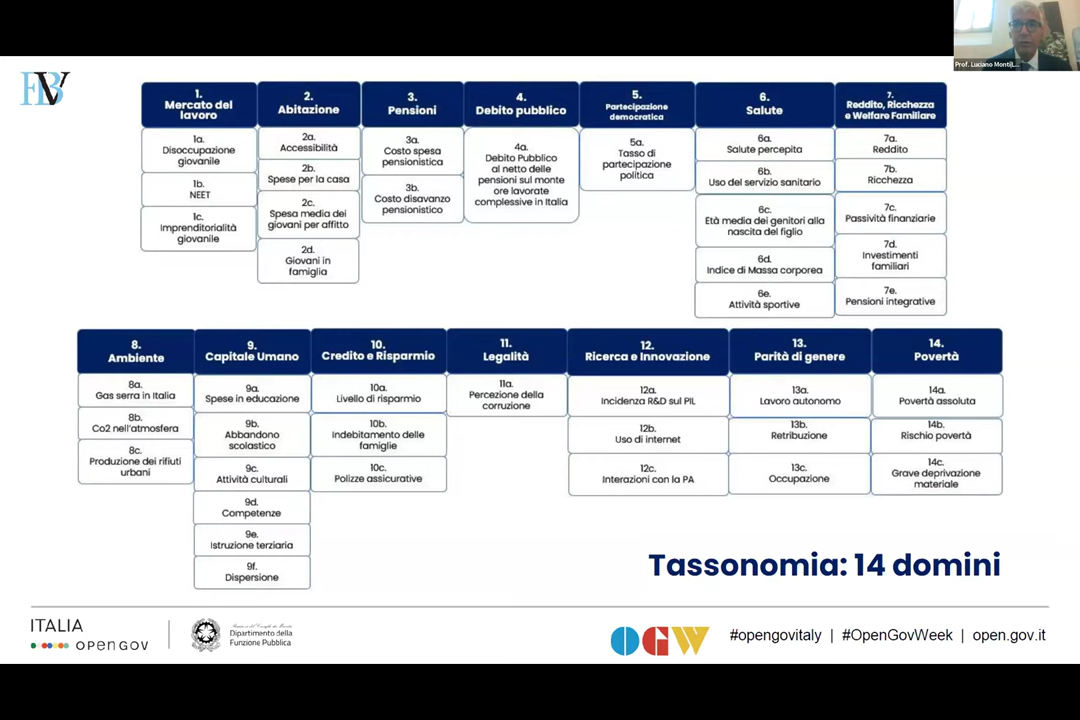 Prof. Luciano Monti
FBV
1.
Mercato del
lavoro
1a.
Disoccupazione
giovanile
1b.
NEET
1c.
Imprenditorialità
giovanile
2.
Abitazione
2a.
Accessibilità
2b.
Spese per la casa
2c.
Spesa media dei
giovani per affitto
2d.
Giovani in
famiglia
3.
Pensioni
3a.
Costo spesa
pensionistica
3b.
Costo disavanzo
pensionistico
4.
Debito pubblico
4a.
Debito Pubblico
al netto delle
pensioni sul monte
ore lavorate
complessive in Italia
5.
Partecipazione
democratica
5a.
Tasso di
partecipazione
politica
6.
Salute
6a.
Salute percepita
6b.
Uso del servizio sanitario
6c.
Età media dei genitori alla
nascita del figlio
6d.
Indice di Massa corporea
6e.
Attività sportive
7.
Reddito, Ricchezza
e Welfare Familiare
7a.
Reddito
7b.
Ricchezza
7c.
Passività finanziarie
7d.
Investimenti
familiari
7e.
Pensioni integrative
8.
Ambiente
8a.
Gas serra in Italia
8b.
Co2 nell'atmosfera
8c.
Produzione dei rifiuti
urbani
9.
Capitale Umano
9a.
Spese in educazione
9b.
Abbandono
scolastico
9c.
Attività culturali
9d.
Competenze
9e.
Istruzione terziaria
9f.
Dispersione
10.
Credito e Risparmio
10a.
Livello di risparmio
10b.
Indebitamento delle
famiglie
10c.
Polizze assicurative
11.
Legalità
11a.
Percezione della
corruzione
12.
Ricerca e Innovazione
12a.
Incidenza R&D sul PIL
12b.
Uso di internet
12c.
Interazioni con la PA
13.
Parità di genere
13a.
Lavoro autonomo
13b.
Retribuzione
13c.
Occupazione
14.
Povertà
14a.
Povertà assoluta
14b.
Rischio povertà
14c.
Grave deprivazione
materiale
Tassonomia: 14 domini
ITALIA
OPEN GOV
Dipartimento della
Funzione Pubblica
OGW
#opengovitaly | #OpenGovWeek | open.gov.it